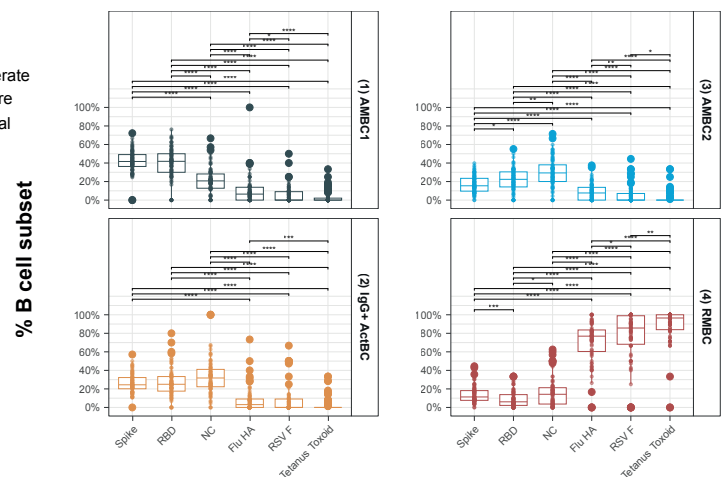 erate
re
al
% B cell subset
(1) AMBC1
100%
80%
60%
40%
20%
0%
(3) AMBC2
100%
80%
60%
40%
20%
0%
(2) IgG+ ActBC
100%
80%
60%
40%
20%
0%
(4) RMBC
100%
80%
60%
40%
20%
0%
Spike
RBD
NC
Flu HA
RSV F
Tetanus Toxoid
Spike
RBD
NC
Flu HA
RSV F
Tetanus Toxoid